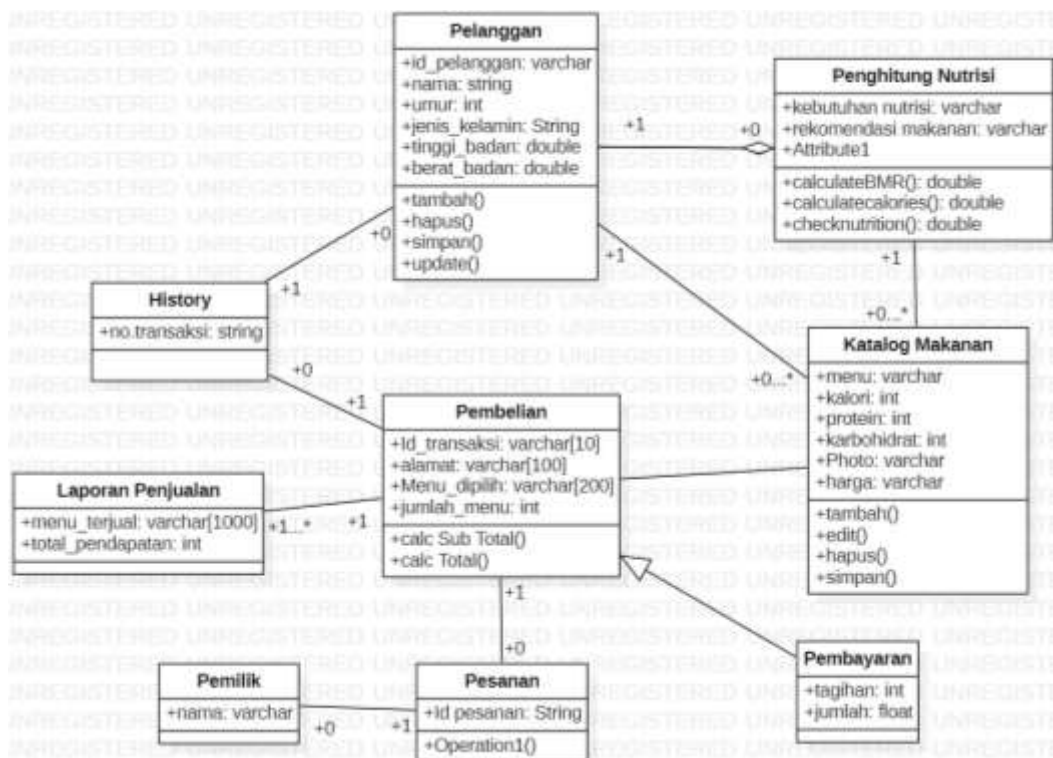 Pelanggan
+id_pelanggan: varchar
+nama: string
+umur: int
+jenis_kelamin: String
+tinggi_badan: double
+berat_badan: double
+tambah()
+hapus()
+simpan()
+update()
Penghitung Nutrisi
+kebutuhan nutrisi: varchar
+rekomendasi makanan: varchar
+Attribute1
+calculateBMR(): double
+calculatecalories(): double
+checknutrition(): double
+1
+0
+0
+1
+1
+1
+0...*
History
+no.transaksi: string
Katalog Makanan
+menu: varchar
+kalori: int
+protein: int
+karbohidrat: int
+Photo: varchar
+harga: varchar
+tambah()
+edit()
+hapus()
+simpan()
+0
+1
+0...*
Pembelian
+Id_transaksi: varchar[10]
+alamat: varchar[100]
+Menu_dipilih: varchar[200]
+jumlah_menu: int
+calc Sub Total()
+calc Total()
Laporan Penjualan
+menu_terjual: varchar[1000]
+total_pendapatan: int
+1...*
+1
+1
+0
Pemilik
+nama: varchar
+0
+1
Pesanan
+Id pesanan: String
+Operation1()
Pembayaran
+tagihan: int
+jumlah: float
UNREGISTERED UNREGISTERED UNREGISTERED UNREGISTERED UNREGISTERED